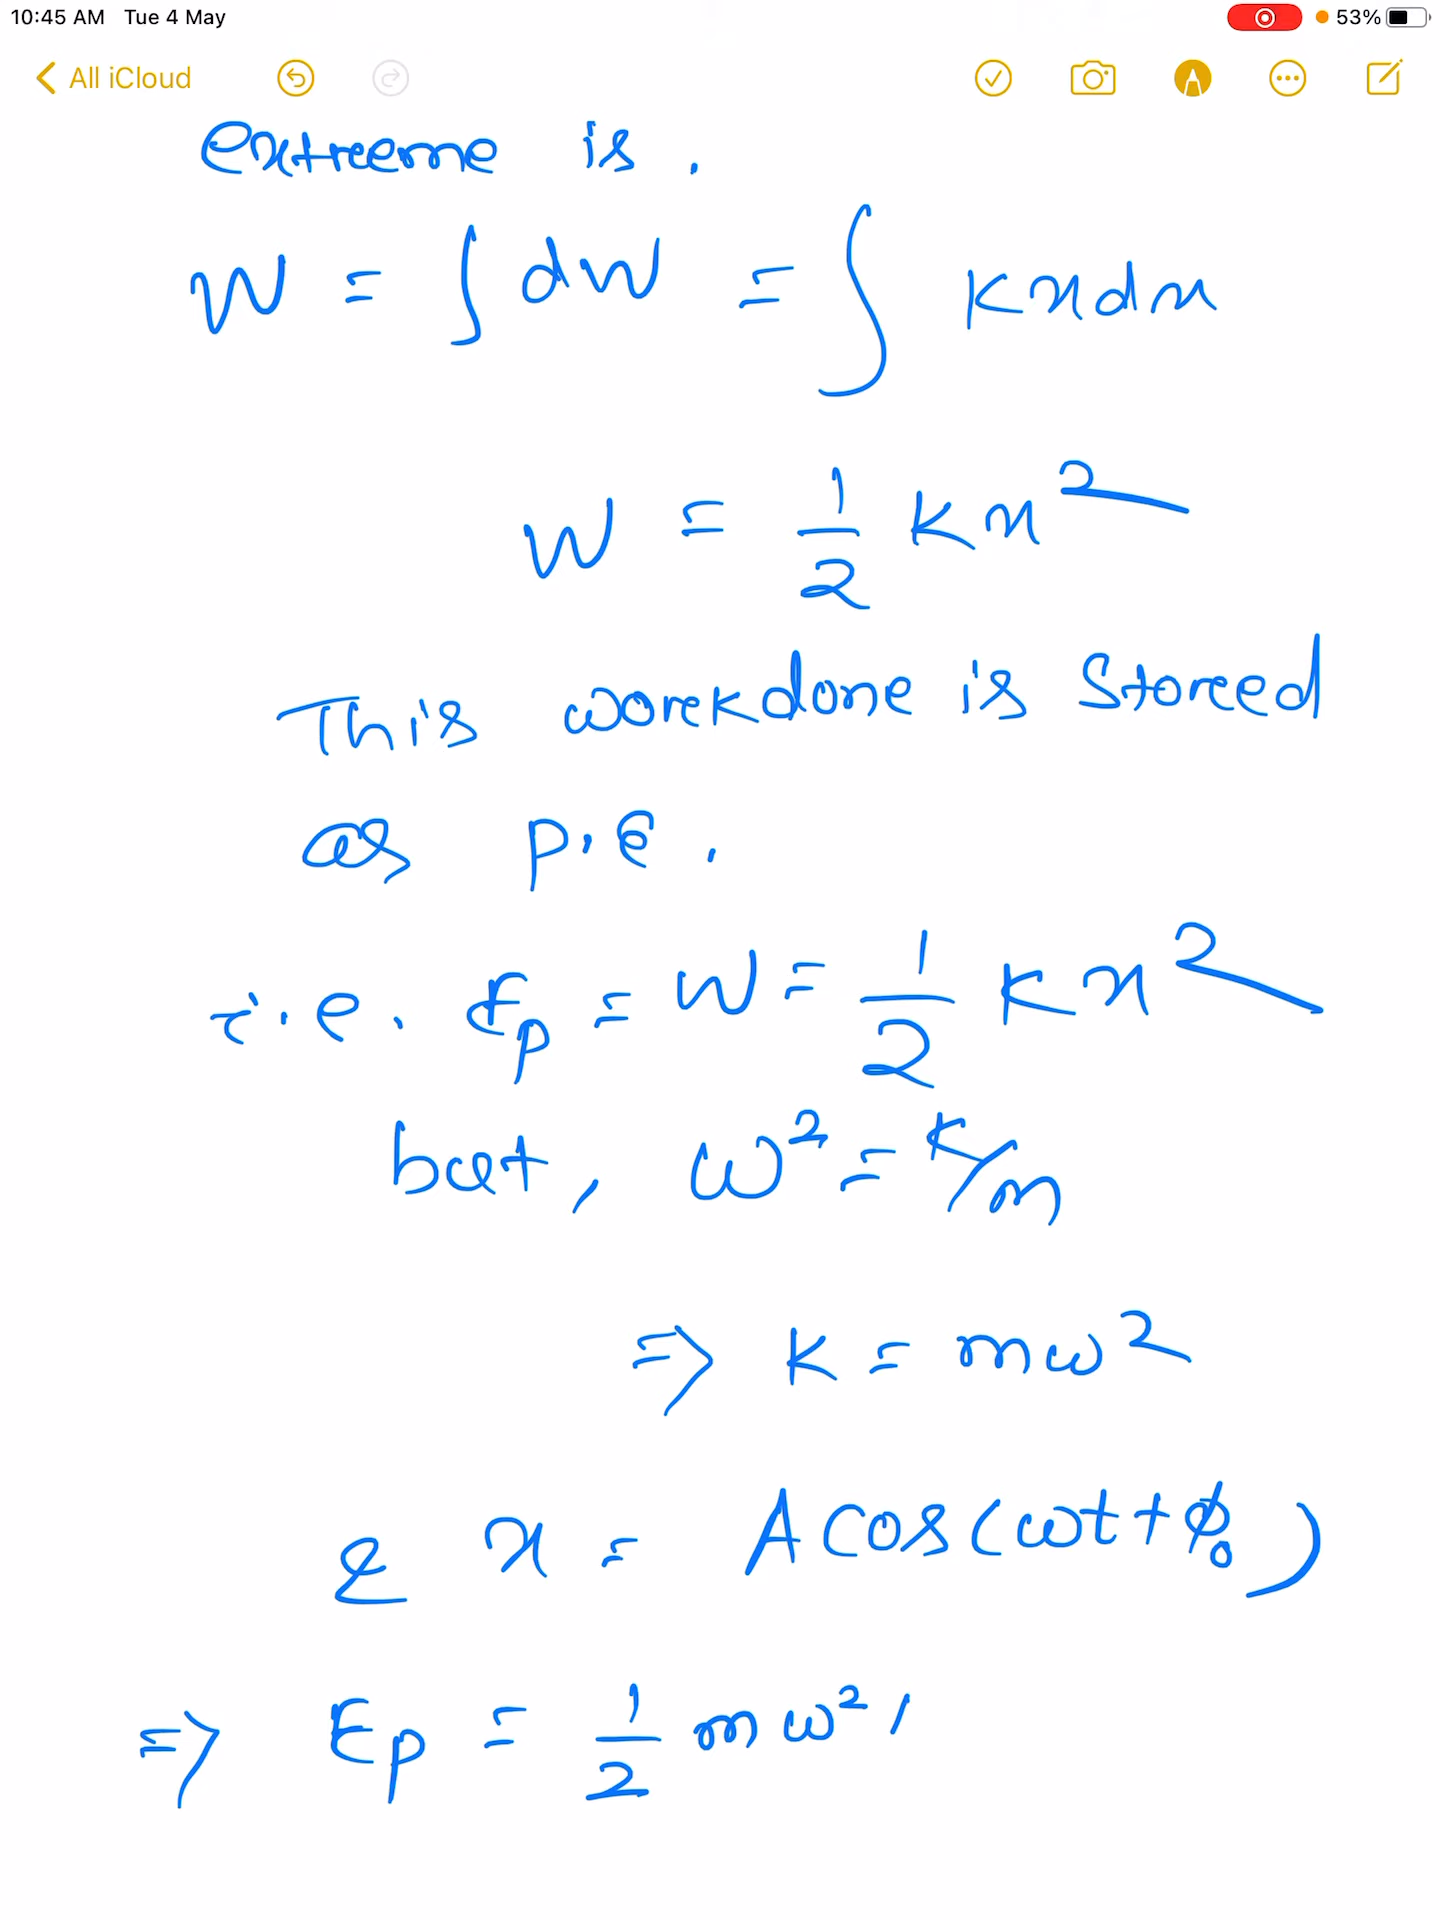 10:45 AM Tue 4 May 53%
All iCloud
extreeme is .
W = ∫ dW = ∫ Kxdx
W = 1/2 Kx²
This workdone is Stored
as P.E .
i.e. Ep = W = 1/2 Kx²
but, ω² = K/m
⇒ K = mω²
& x = A cos(ωt+ϕ₀)
⇒ Ep = 1/2 mω²